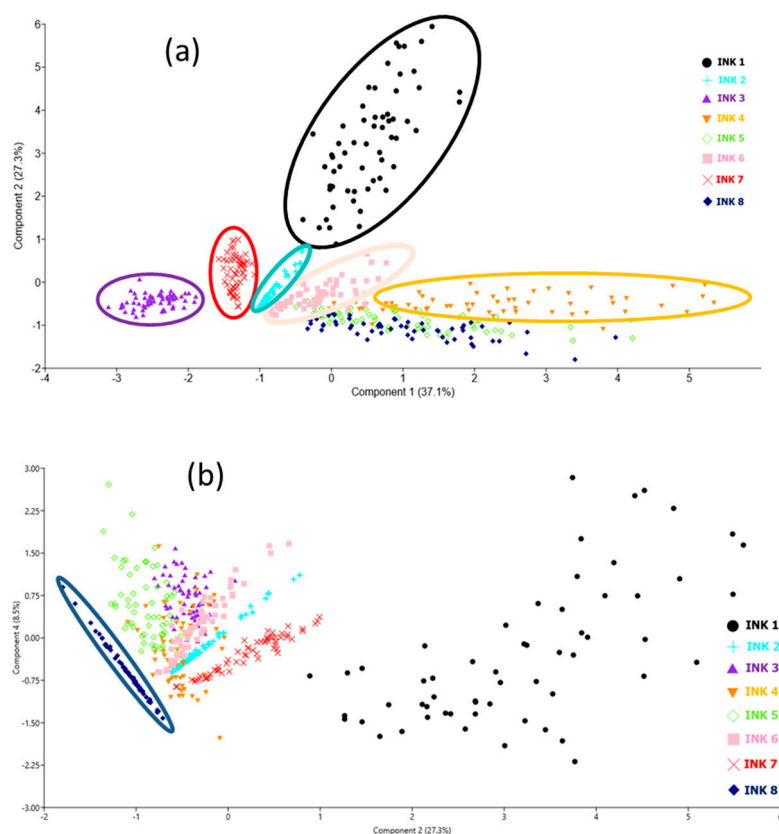 (a)
6
5
4
3
2
1
0
-1
-2
Component 2 (27.3%)
-4 -3 -2 -1 0 1 2 3 4 5
Component 1 (37.1%)
INK 1
INK 2
INK 3
INK 4
INK 5
INK 6
INK 7
INK 8
(b)
3.00
2.25
1.50
0.75
0.00
-0.75
-1.50
-2.25
-3.00
Component 4 (8.5%)
-2 -1 0 1 2 3 4 5
Component 2 (27.3%)
INK 1
INK 2
INK 3
INK 4
INK 5
INK 6
INK 7
INK 8